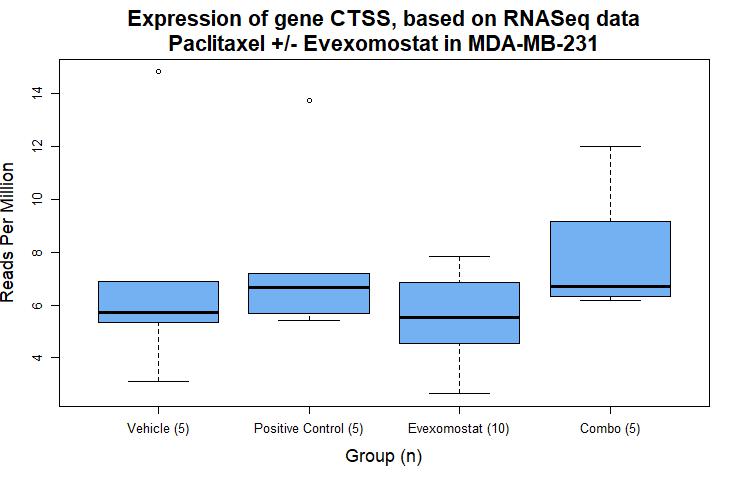 Expression of gene CTSS, based on RNASeq data
Paclitaxel +/- Evexomostat in MDA-MB-231
Reads Per Million
14
12
10
8
6
4
Vehicle (5)
Positive Control (5)
Evexomostat (10)
Combo (5)
Group (n)